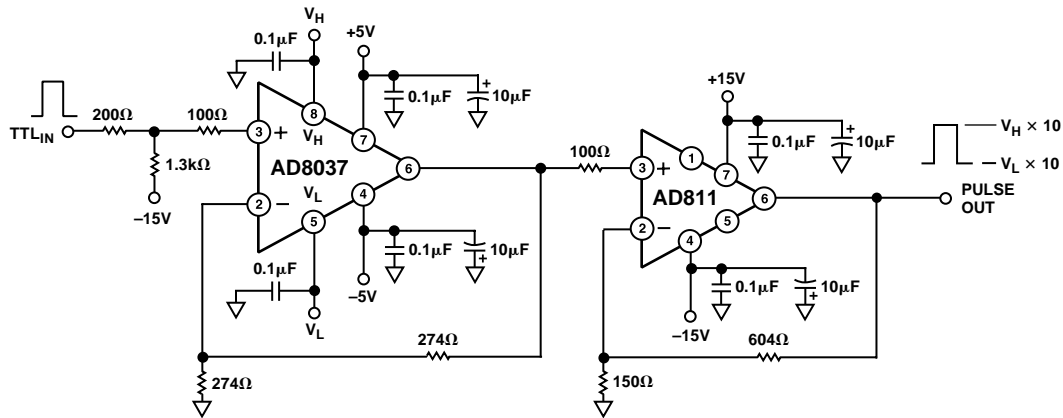 V_H
0.1μF
+5V
+
0.1μF
10μF
TTL_IN
200Ω
100Ω
8
V_H
3
+
7
AD8037
6
1.3kΩ
–15V
2
–
V_L
4
5
0.1μF
0.1μF
10μF
+
V_L
–5V
274Ω
274Ω
+15V
+
0.1μF
10μF
100Ω
3
+
1
7
AD811
6
2
–
5
4
0.1μF
10μF
+
–15V
604Ω
150Ω
V_H × 10
V_L × 10
PULSE
OUT